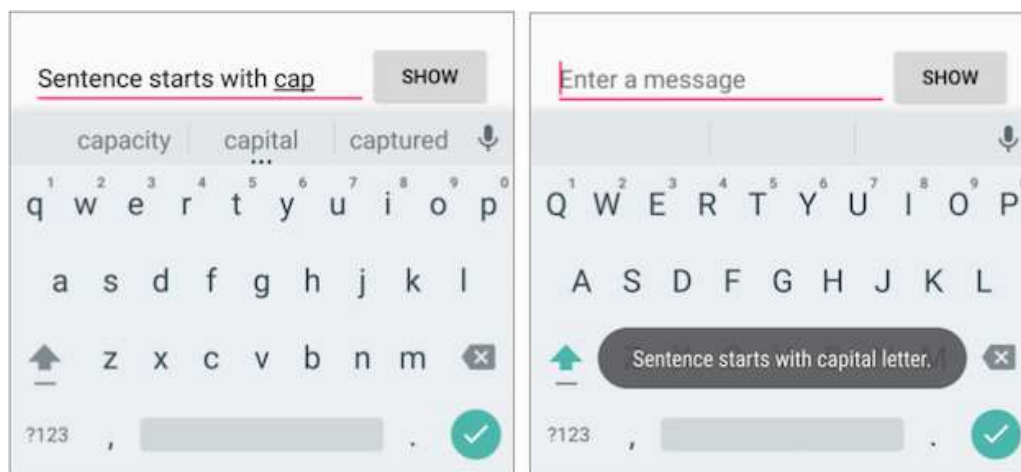 Sentence starts with cap SHOW
capacity capital captured
1 2 3 4 5 6 7 8 9 0
q w e r t y u i o p
a s d f g h j k l
z x c v b n m
?123 , .
Enter a message SHOW
1 2 3 4 5 6 7 8 9
Q W E R T Y U I O P
A S D F G H J K L
Sentence starts with capital letter.
?123 , .